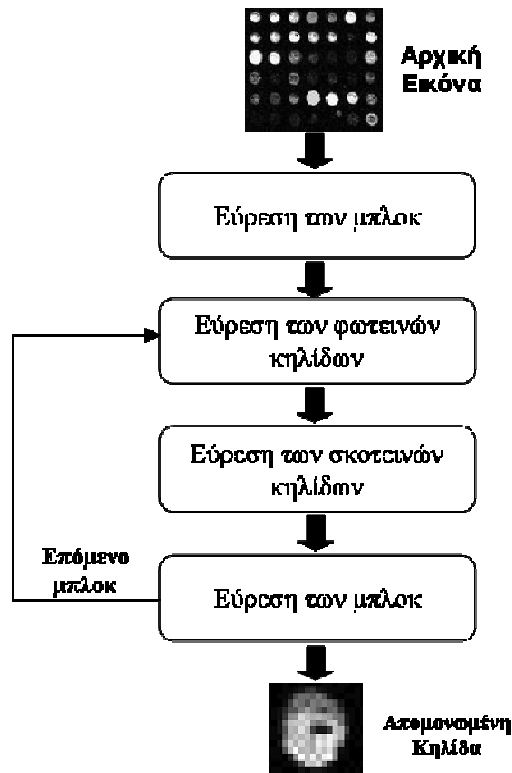 Αρχική
Εικόνα
Εύρεση των μπλοκ
Εύρεση των φωτεινών
κηλίδων
Εύρεση των σκοτεινών
κηλίδων
Επόμενο
μπλοκ
Εύρεση των μπλοκ
Απομονωμένη
Κηλίδα